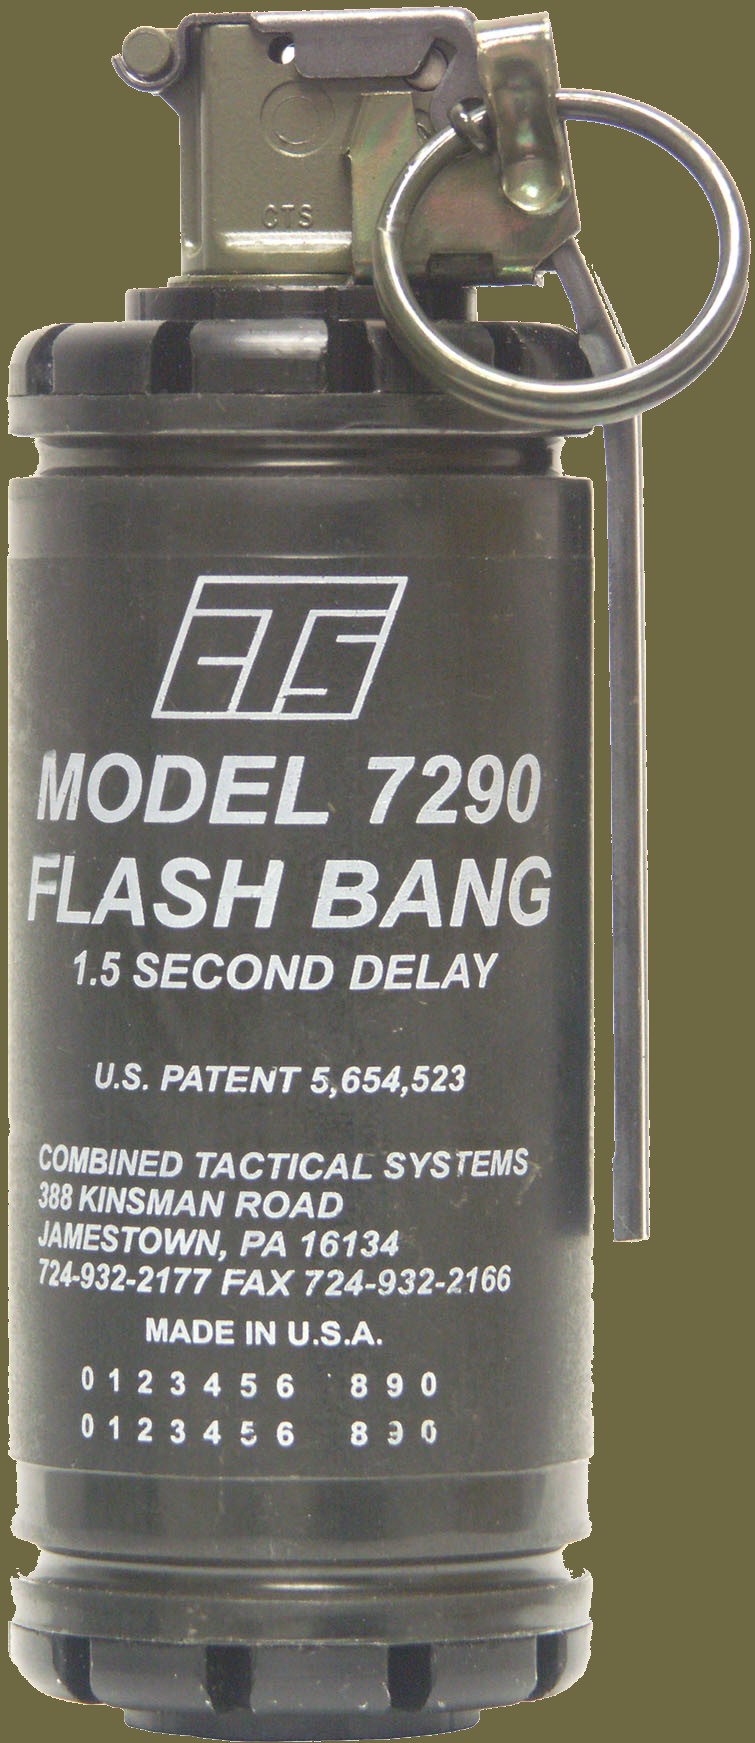 CTS
CTS
MODEL 7290
FLASH BANG
1.5 SECOND DELAY
U.S. PATENT 5,654,523
COMBINED TACTICAL SYSTEMS
388 KINSMAN ROAD
JAMESTOWN, PA 16134
724-932-2177 FAX 724-932-2166
MADE IN U.S.A.
0 1 2 3 4 5 6 8 9 0
0 1 2 3 4 5 6 8 9 0